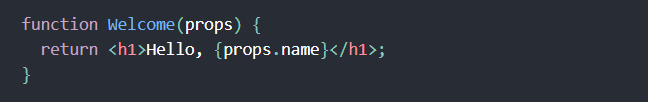 function Welcome(props) {
  return <h1>Hello, {props.name}</h1>;
}